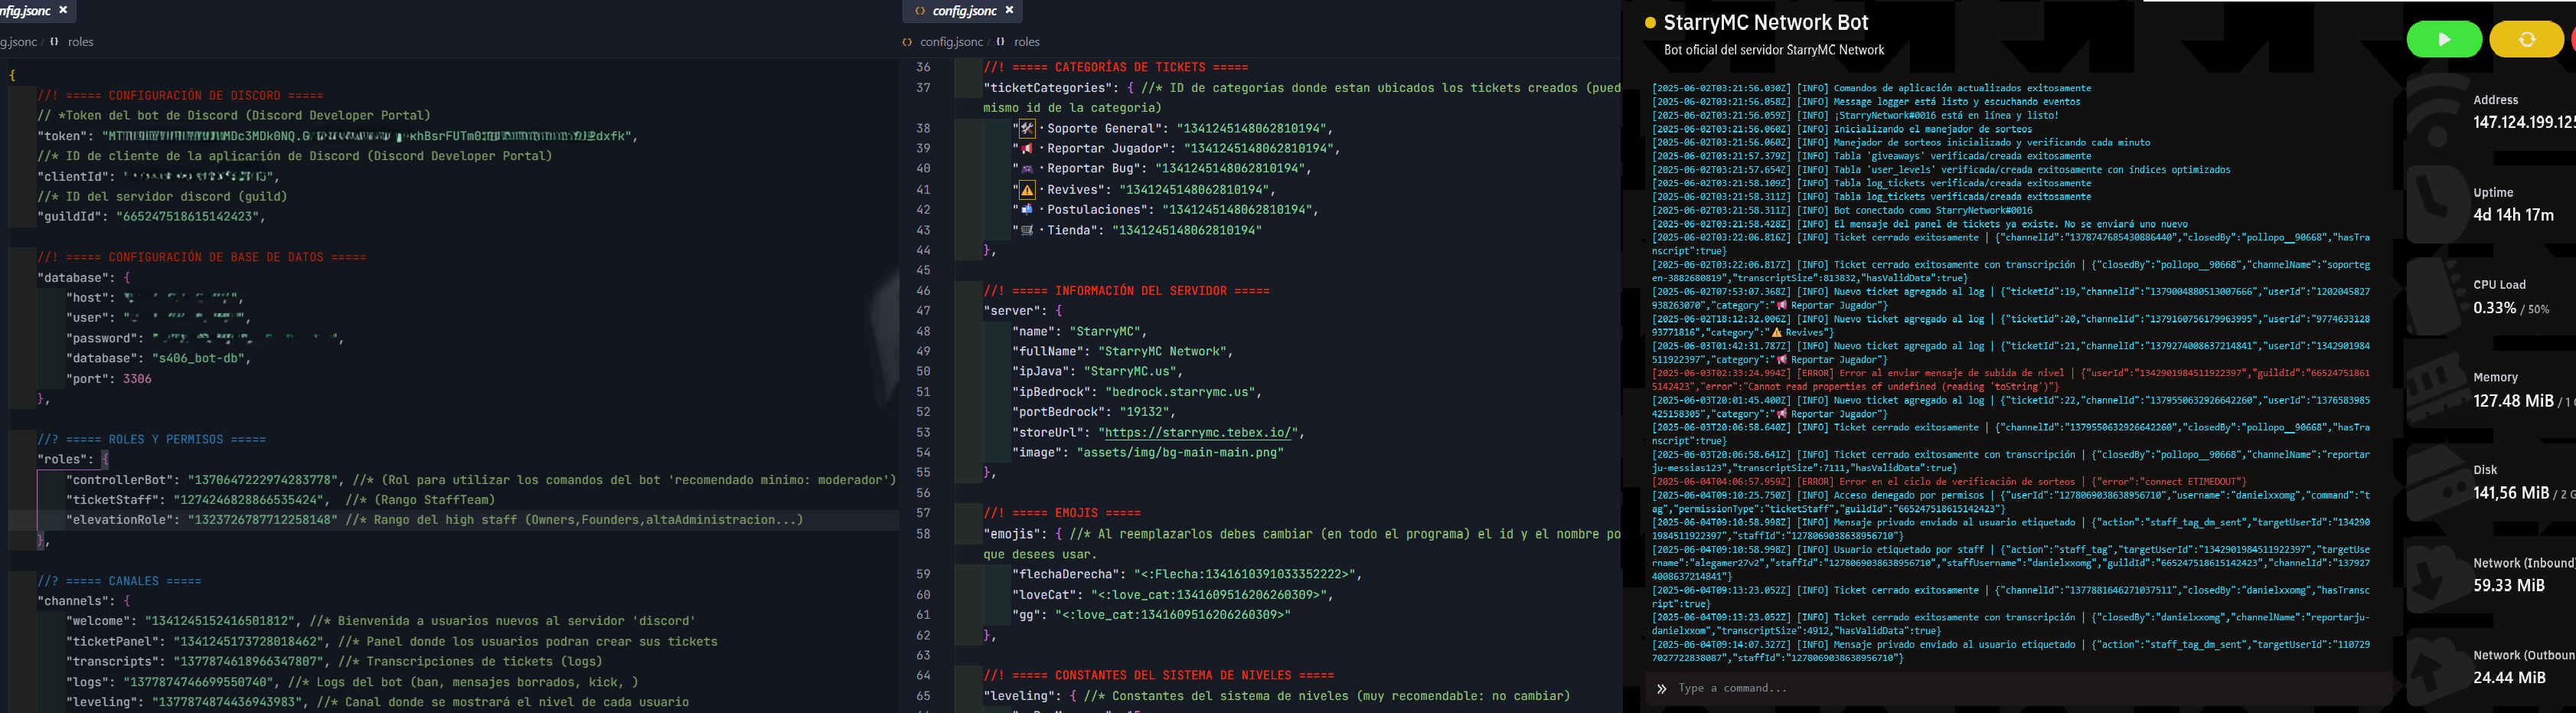 nfig.jsonc ×
g.jsonc / {} roles
{
//! ===== CONFIGURACIÓN DE DISCORD =====
// *Token del bot de Discord (Discord Developer Portal)
"token":
//* ID de cliente de la aplicación de Discord (Discord Developer Portal)
"clientId":
//* ID del servidor discord (guild)
"guildId": "665247518615142423",
//! ===== CONFIGURACIÓN DE BASE DE DATOS =====
"database": {
"host":
"user":
"password":
"database": "s406_bot-db",
"port": 3306
},
//? ===== ROLES Y PERMISOS =====
"roles": {
"controllerBot": "1370647222974283778", //* (Rol para utilizar los comandos del bot 'recomendado minimo: moderador')
"ticketStaff": "1274246828866535424", //* (Rango StaffTeam)
"elevationRole": "1323726787712258148" //* Rango del high staff (Owners,Founders,altaAdministracion...)
},
//? ===== CANALES =====
"channels": {
"welcome": "1341245152416501812", //* Bienvenida a usuarios nuevos al servidor 'discord'
"ticketPanel": "1341245173728018462", //* Panel donde los usuarios podran crear sus tickets
"transcripts": "1377874618966347807", //* Transcripciones de tickets (logs)
"logs": "1377874746699550740", //* Logs del bot (ban, mensajes borrados, kick, )
"leveling": "1377874874436943983", //* Canal donde se mostrará el nivel de cada usuario
config.jsonc ×
config.jsonc / {} roles
36 //! ===== CATEGORÍAS DE TICKETS =====
37 "ticketCategories": { //* ID de categorias donde estan ubicados los tickets creados (pued
mismo id de la categoria)
38 "🛠️・Soporte General": "1341245148062810194",
39 "📢・Reportar Jugador": "1341245148062810194",
40 "🎮・Reportar Bug": "1341245148062810194",
41 "⚠️・Revives": "1341245148062810194",
42 "📬・Postulaciones": "1341245148062810194",
43 "🛒・Tienda": "1341245148062810194"
44 },
45
46 //! ===== INFORMACIÓN DEL SERVIDOR =====
47 "server": {
48 "name": "StarryMC",
49 "fullName": "StarryMC Network",
50 "ipJava": "StarryMC.us",
51 "ipBedrock": "bedrock.starrymc.us",
52 "portBedrock": "19132",
53 "storeUrl": "https://starrymc.tebex.io/",
54 "image": "assets/img/bg-main-main.png"
55 },
56
57 //! ===== EMOJIS =====
58 "emojis": { //* Al reemplazarlos debes cambiar (en todo el programa) el id y el nombre po
que desees usar.
59 "flechaDerecha": "<:Flecha:1341610391033352222>",
60 "loveCat": "<:love_cat:1341609516206260309>",
61 "gg": "<:love_cat:1341609516206260309>"
62 },
63
64 //! ===== CONSTANTES DEL SISTEMA DE NIVELES =====
65 "leveling": { //* Constantes del sistema de niveles (muy recomendable: no cambiar)
StarryMC Network Bot
Bot oficial del servidor StarryMC Network
[2025-06-02T03:21:56.030Z] [INFO] Comandos de aplicación actualizados exitosamente
[2025-06-02T03:21:56.058Z] [INFO] Message logger está listo y escuchando eventos
[2025-06-02T03:21:56.059Z] [INFO] ¡StarryNetwork#0016 está en línea y listo!
[2025-06-02T03:21:56.060Z] [INFO] Inicializando el manejador de sorteos
[2025-06-02T03:21:56.060Z] [INFO] Manejador de sorteos inicializado y verificando cada minuto
[2025-06-02T03:21:57.379Z] [INFO] Tabla 'giveaways' verificada/creada exitosamente
[2025-06-02T03:21:57.654Z] [INFO] Tabla 'user_levels' verificada/creada exitosamente con índices optimizados
[2025-06-02T03:21:58.109Z] [INFO] Tabla log_tickets verificada/creada exitosamente
[2025-06-02T03:21:58.311Z] [INFO] Tabla log_tickets verificada/creada exitosamente
[2025-06-02T03:21:58.311Z] [INFO] Bot conectado como StarryNetwork#0016
[2025-06-02T03:21:58.428Z] [INFO] El mensaje del panel de tickets ya existe. No se enviará uno nuevo
[2025-06-02T03:22:06.816Z] [INFO] Ticket cerrado exitosamente | {"channelId":"1378747685430886440","closedBy":"pollopo__90668","hasTra
nscript":true}
[2025-06-02T03:22:06.817Z] [INFO] Ticket cerrado exitosamente con transcripción | {"closedBy":"pollopo__90668","channelName":"soporteg
en-3882680819","transcriptSize":813832,"hasValidData":true}
[2025-06-02T07:53:07.368Z] [INFO] Nuevo ticket agregado al log | {"ticketId":19,"channelId":"1379004880513007666","userId":"1202045827
938263070","category":"📢 Reportar Jugador"}
[2025-06-02T18:12:32.006Z] [INFO] Nuevo ticket agregado al log | {"ticketId":20,"channelId":"1379160756179963995","userId":"9774633128
93771816","category":"⚠️ Revives"}
[2025-06-03T01:42:31.787Z] [INFO] Nuevo ticket agregado al log | {"ticketId":21,"channelId":"1379274008637214841","userId":"1342901984
511922397","category":"📢 Reportar Jugador"}
[2025-06-03T02:33:24.994Z] [ERROR] Error al enviar mensaje de subida de nivel | {"userId":"1342901984511922397","guildId":"66524751861
5142423","error":"Cannot read properties of undefined (reading 'toString')"}
[2025-06-03T20:01:45.400Z] [INFO] Nuevo ticket agregado al log | {"ticketId":22,"channelId":"1379550632926642260","userId":"1376583985
425158305","category":"📢 Reportar Jugador"}
[2025-06-03T20:06:58.640Z] [INFO] Ticket cerrado exitosamente | {"channelId":"1379550632926642260","closedBy":"pollopo__90668","hasTra
nscript":true}
[2025-06-03T20:06:58.641Z] [INFO] Ticket cerrado exitosamente con transcripción | {"closedBy":"pollopo__90668","channelName":"reportar
ju-messias123","transcriptSize":7111,"hasValidData":true}
[2025-06-04T04:06:57.959Z] [ERROR] Error en el ciclo de verificación de sorteos | {"error":"connect ETIMEDOUT"}
[2025-06-04T09:10:25.750Z] [INFO] Acceso denegado por permisos | {"userId":"1278069038638956710","username":"danielxxomg","command":"t
ag","permissionType":"ticketStaff","guildId":"665247518615142423"}
[2025-06-04T09:10:58.998Z] [INFO] Mensaje privado enviado al usuario etiquetado | {"action":"staff_tag_dm_sent","targetUserId":"134290
1984511922397","staffId":"1278069038638956710"}
[2025-06-04T09:10:58.998Z] [INFO] Usuario etiquetado por staff | {"action":"staff_tag","targetUserId":"1342901984511922397","targetUse
rname":"alegamer27v2","staffId":"1278069038638956710","staffUsername":"danielxxomg","guildId":"665247518615142423","channelId":"137927
4008637214841"}
[2025-06-04T09:13:23.052Z] [INFO] Ticket cerrado exitosamente | {"channelId":"1377881646271037511","closedBy":"danielxxomg","hasTransc
ript":true}
[2025-06-04T09:13:23.052Z] [INFO] Ticket cerrado exitosamente con transcripción | {"closedBy":"danielxxomg","channelName":"reportarju-
danielxxom","transcriptSize":4912,"hasValidData":true}
[2025-06-04T09:14:07.327Z] [INFO] Mensaje privado enviado al usuario etiquetado | {"action":"staff_tag_dm_sent","targetUserId":"110729
7027722838087","staffId":"1278069038638956710"}
» Type a command...
Address
147.124.199.125
Uptime
4d 14h 17m
CPU Load
0.33% / 50%
Memory
127.48 MiB / 1
Disk
141,56 MiB / 2
Network (Inbound
59.33 MiB
Network (Outboun
24.44 MiB